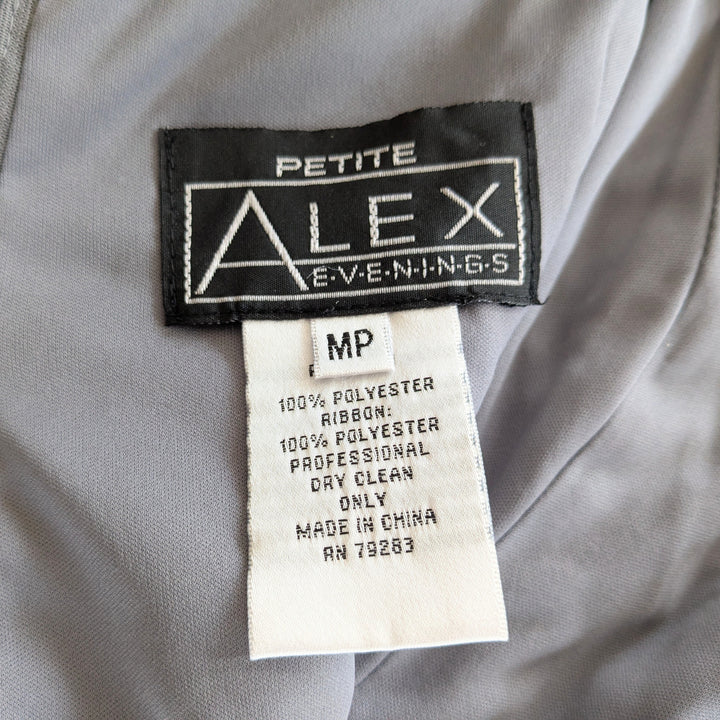 PETITE
ALEX
E·V·E·N·I·N·G·S
MP
100% POLYESTER
RIBBON:
100% POLYESTER
PROFESSIONAL
DRY CLEAN
ONLY
MADE IN CHINA
RN 79283